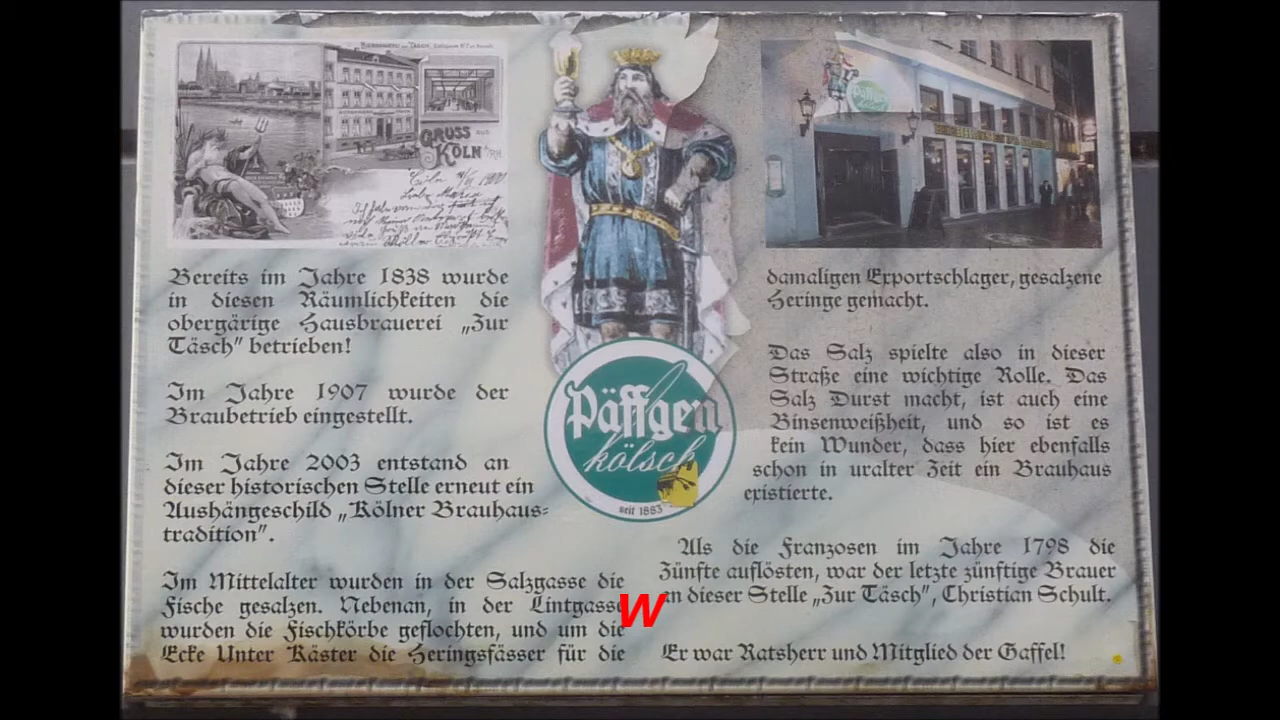 GRUSS AUS
KÖLN A/RH.
Bereits im Jahre 1838 wurde
in diesen Räumlichkeiten die
obergärige Hausbrauerei „Zur
Täsch" betrieben!
Im Jahre 1907 wurde der
Braubetrieb eingestellt.
Im Jahre 2003 entstand an
dieser historischen Stelle erneut ein
Aushängeschild „Kölner Brauhaus-
tradition".
Im Mittelalter wurden in der Salzgasse die
Fische gesalzen. Nebenan, in der Lintgasse
wurden die Fischkörbe geflochten, und um die
Ecke Unter Käster die Heringsfässer für die
Päffgen
kölsch
seit 1883
Päffgen
damaligen Exportschlager, gesalzene
Heringe gemacht.
Das Salz spielte also in dieser
Straße eine wichtige Rolle. Das
Salz Durst macht, ist auch eine
Binsenweißheit, und so ist es
kein Wunder, dass hier ebenfalls
schon in uralter Zeit ein Brauhaus
existierte.
Als die Franzosen im Jahre 1798 die
Zünfte auflösten, war der letzte zünftige Brauer
an dieser Stelle „Zur Täsch", Christian Schult.
Er war Ratsherr und Mitglied der Gaffel!
W